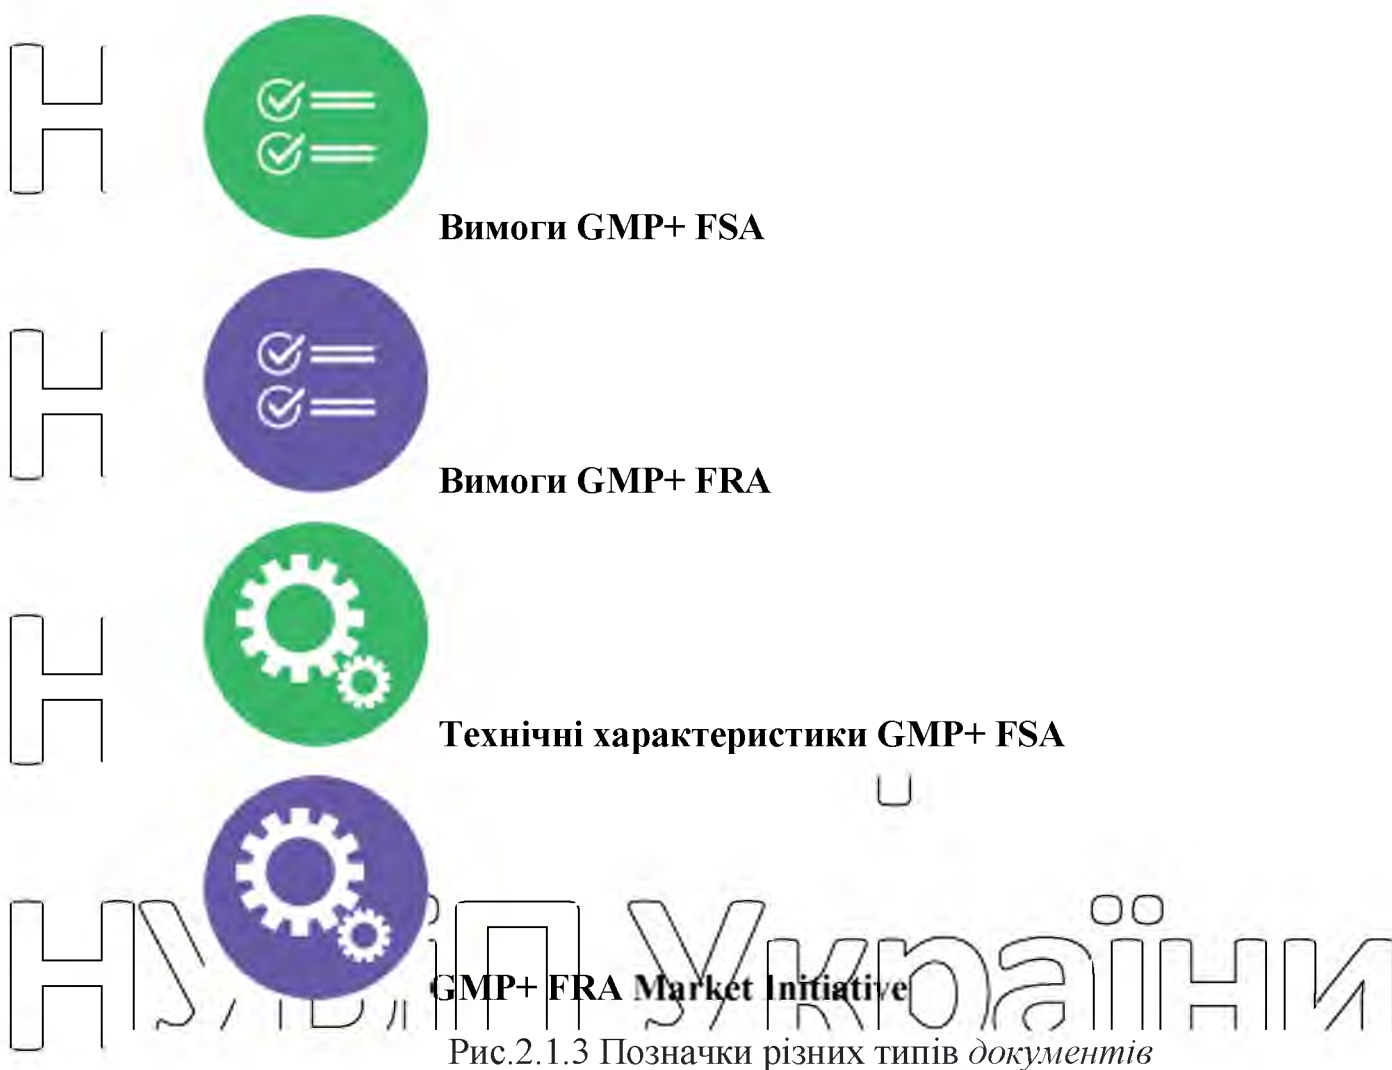 Н
Вимоги GMP+ FSA
Н
Вимоги GMP+ FRA
Н
Технічні характеристики GMP+ FSA
НУБіП України
GMP+ FRA Market Initiative
Рис.2.1.3 Позначки різних типів документів